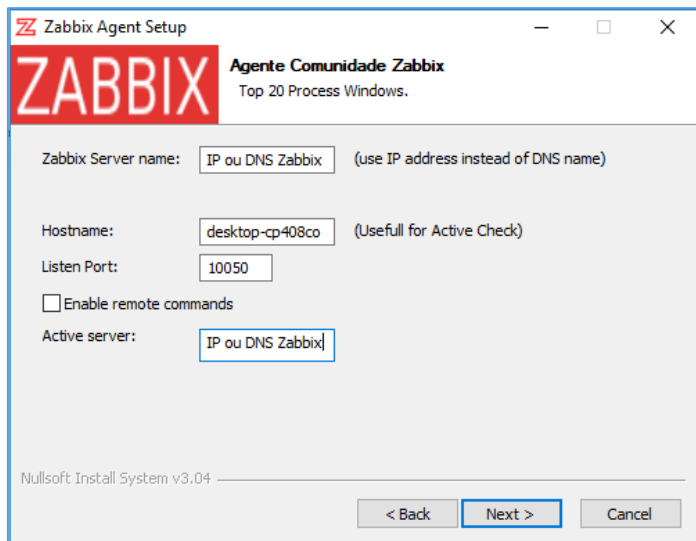 Zabbix Agent Setup
ZABBIX
Agente Comunidade Zabbix
Top 20 Process Windows.
Zabbix Server name: IP ou DNS Zabbix (use IP address instead of DNS name)
Hostname: desktop-cp408co (Usefull for Active Check)
Listen Port: 10050
Enable remote commands
Active server: IP ou DNS Zabbix
Nullsoft Install System v3.04
< Back Next > Cancel